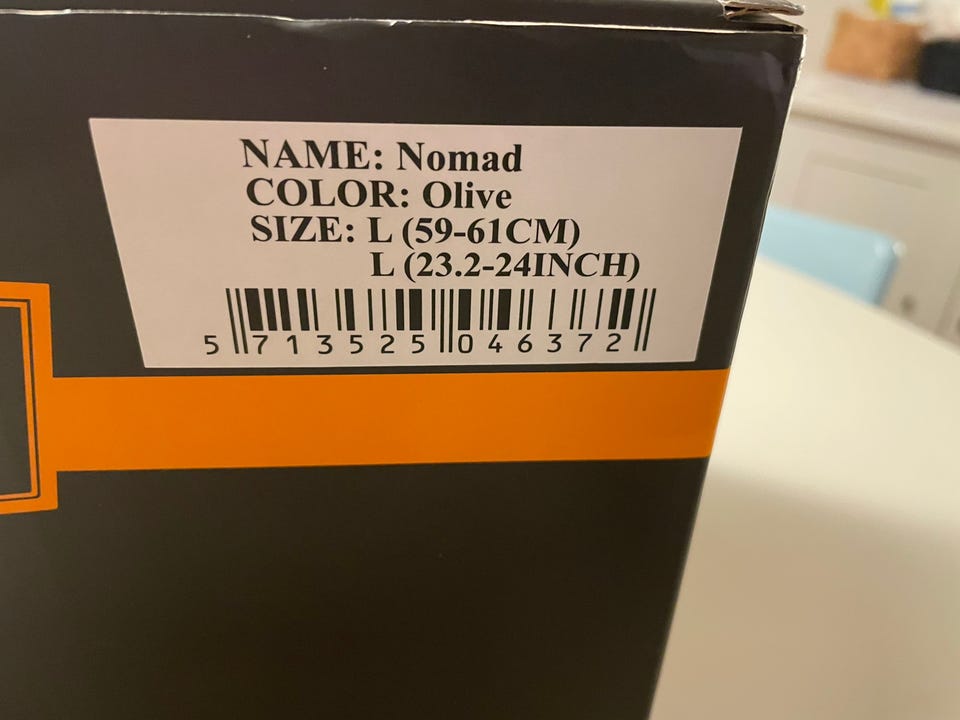 NAME: Nomad
COLOR: Olive
SIZE: L (59-61CM)
L (23.2-24INCH)
5 713525 046372